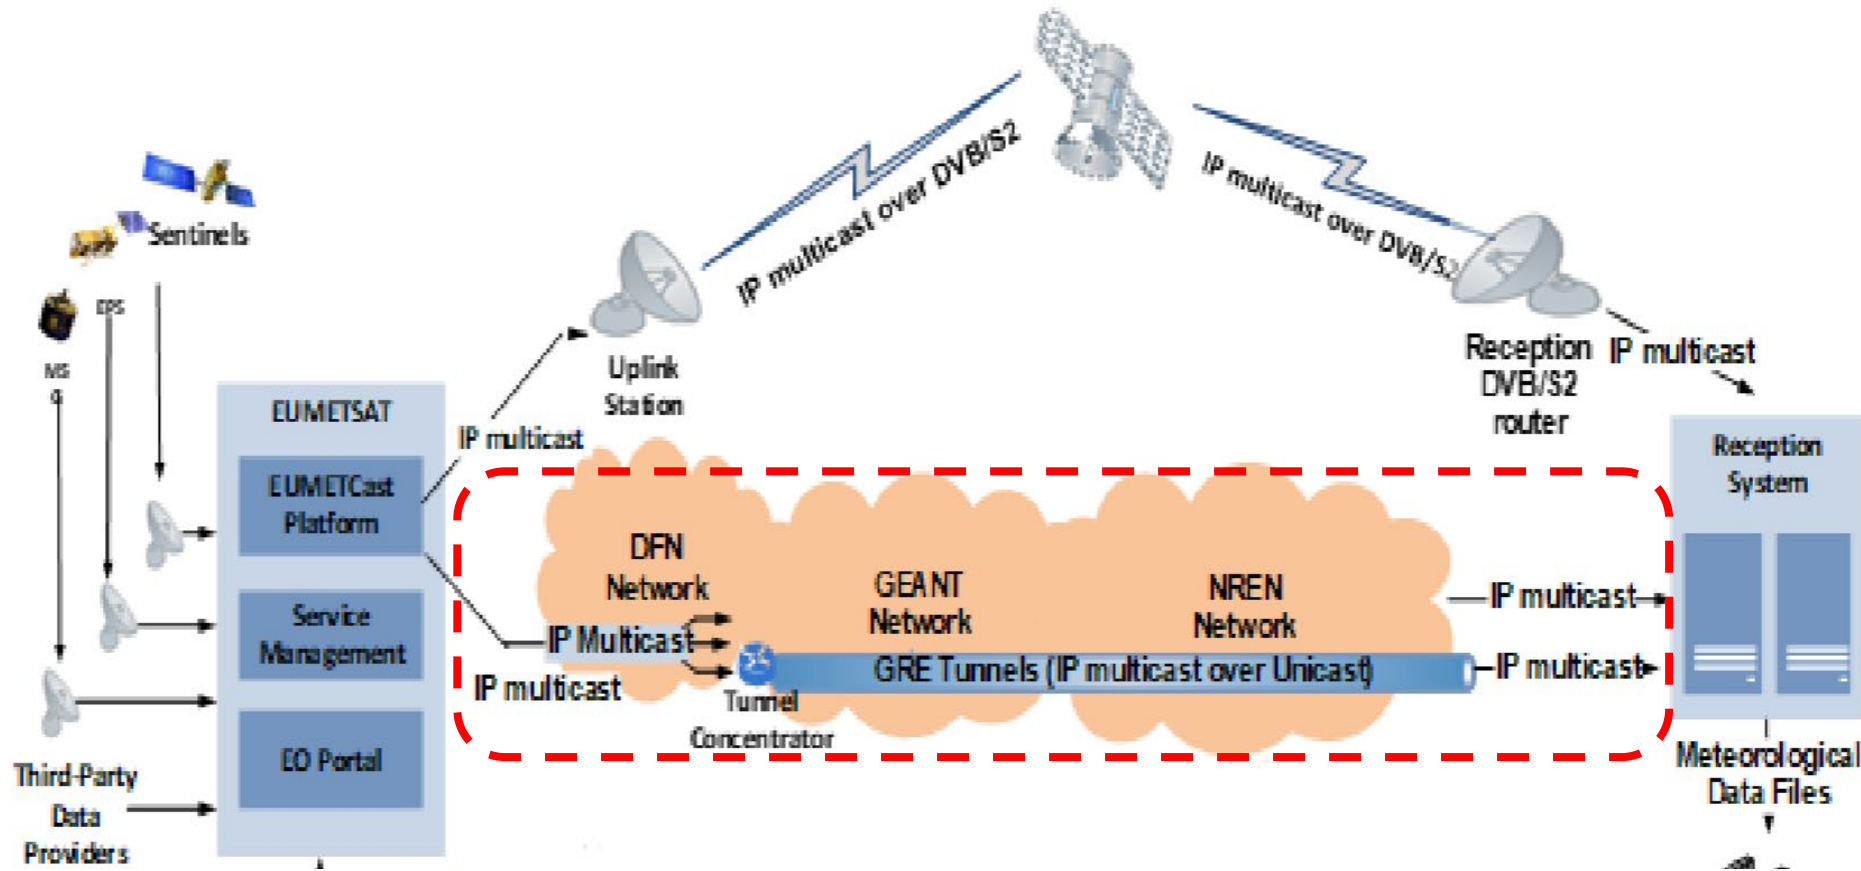 Sentinels
EPS
MS
G
IP multicast over DVB/S2
IP multicast over DVB/S2
Uplink
Station
Reception
DVB/S2
router
IP multicast
EUMETSAT
EUMETCast
Platform
Service
Management
EO Portal
IP multicast
Reception
System
DFN
Network
GEANT
Network
NREN
Network
IP multicast
IP Multicast
IP multicast
GRE Tunnels (IP multicast over Unicast)
IP multicast
Tunnel
Concentrator
Third-Party
Data
Providers
Meteorological
Data Files